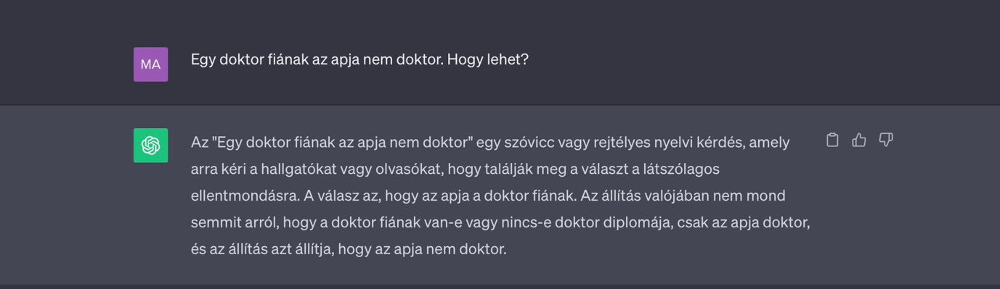 MA
Egy doktor fiának az apja nem doktor. Hogy lehet?
Az "Egy doktor fiának az apja nem doktor" egy szóvicc vagy rejtélyes nyelvi kérdés, amely
arra kéri a hallgatókat vagy olvasókat, hogy találják meg a választ a látszólagos
ellentmondásra. A válasz az, hogy az apja a doktor fiának. Az állítás valójában nem mond
semmit arról, hogy a doktor fiának van-e vagy nincs-e doktor diplomája, csak az apja doktor,
és az állítás azt állítja, hogy az apja nem doktor.